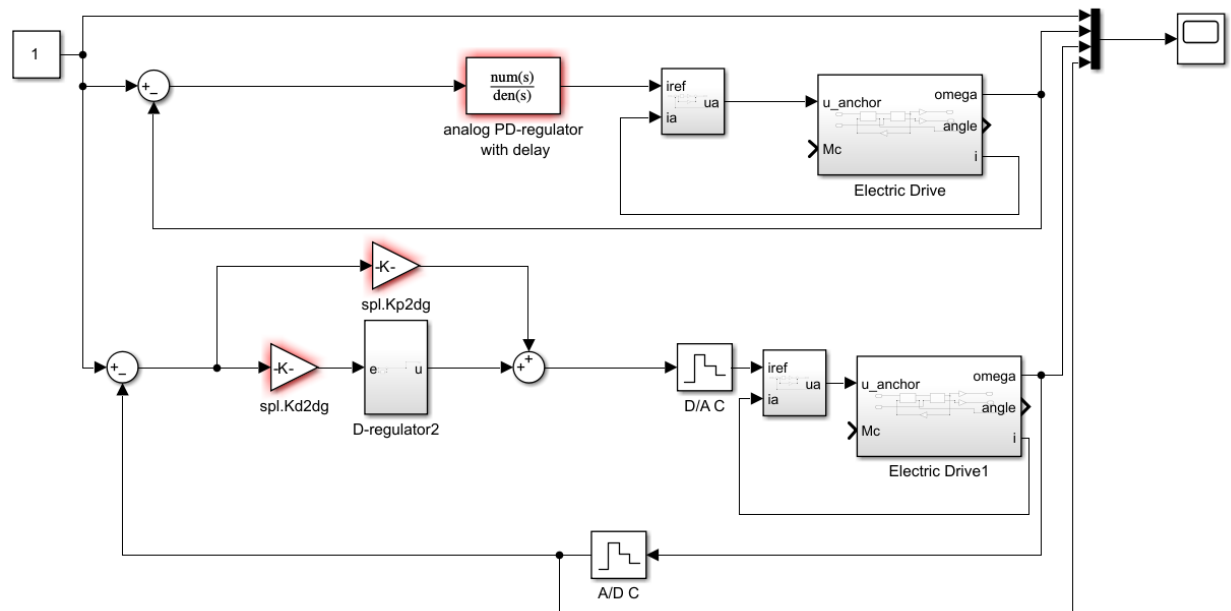 1
+
−
num(s)
den(s)
analog PD-regulator
with delay
iref
ia
ua
u_anchor
Mc
omega
angle
i
Electric Drive
-K-
spl.Kp2dg
+
−
-K-
spl.Kd2dg
e
u
D-regulator2
+
+
D/A C
iref
ia
ua
u_anchor
Mc
omega
angle
i
Electric Drive1
A/D C